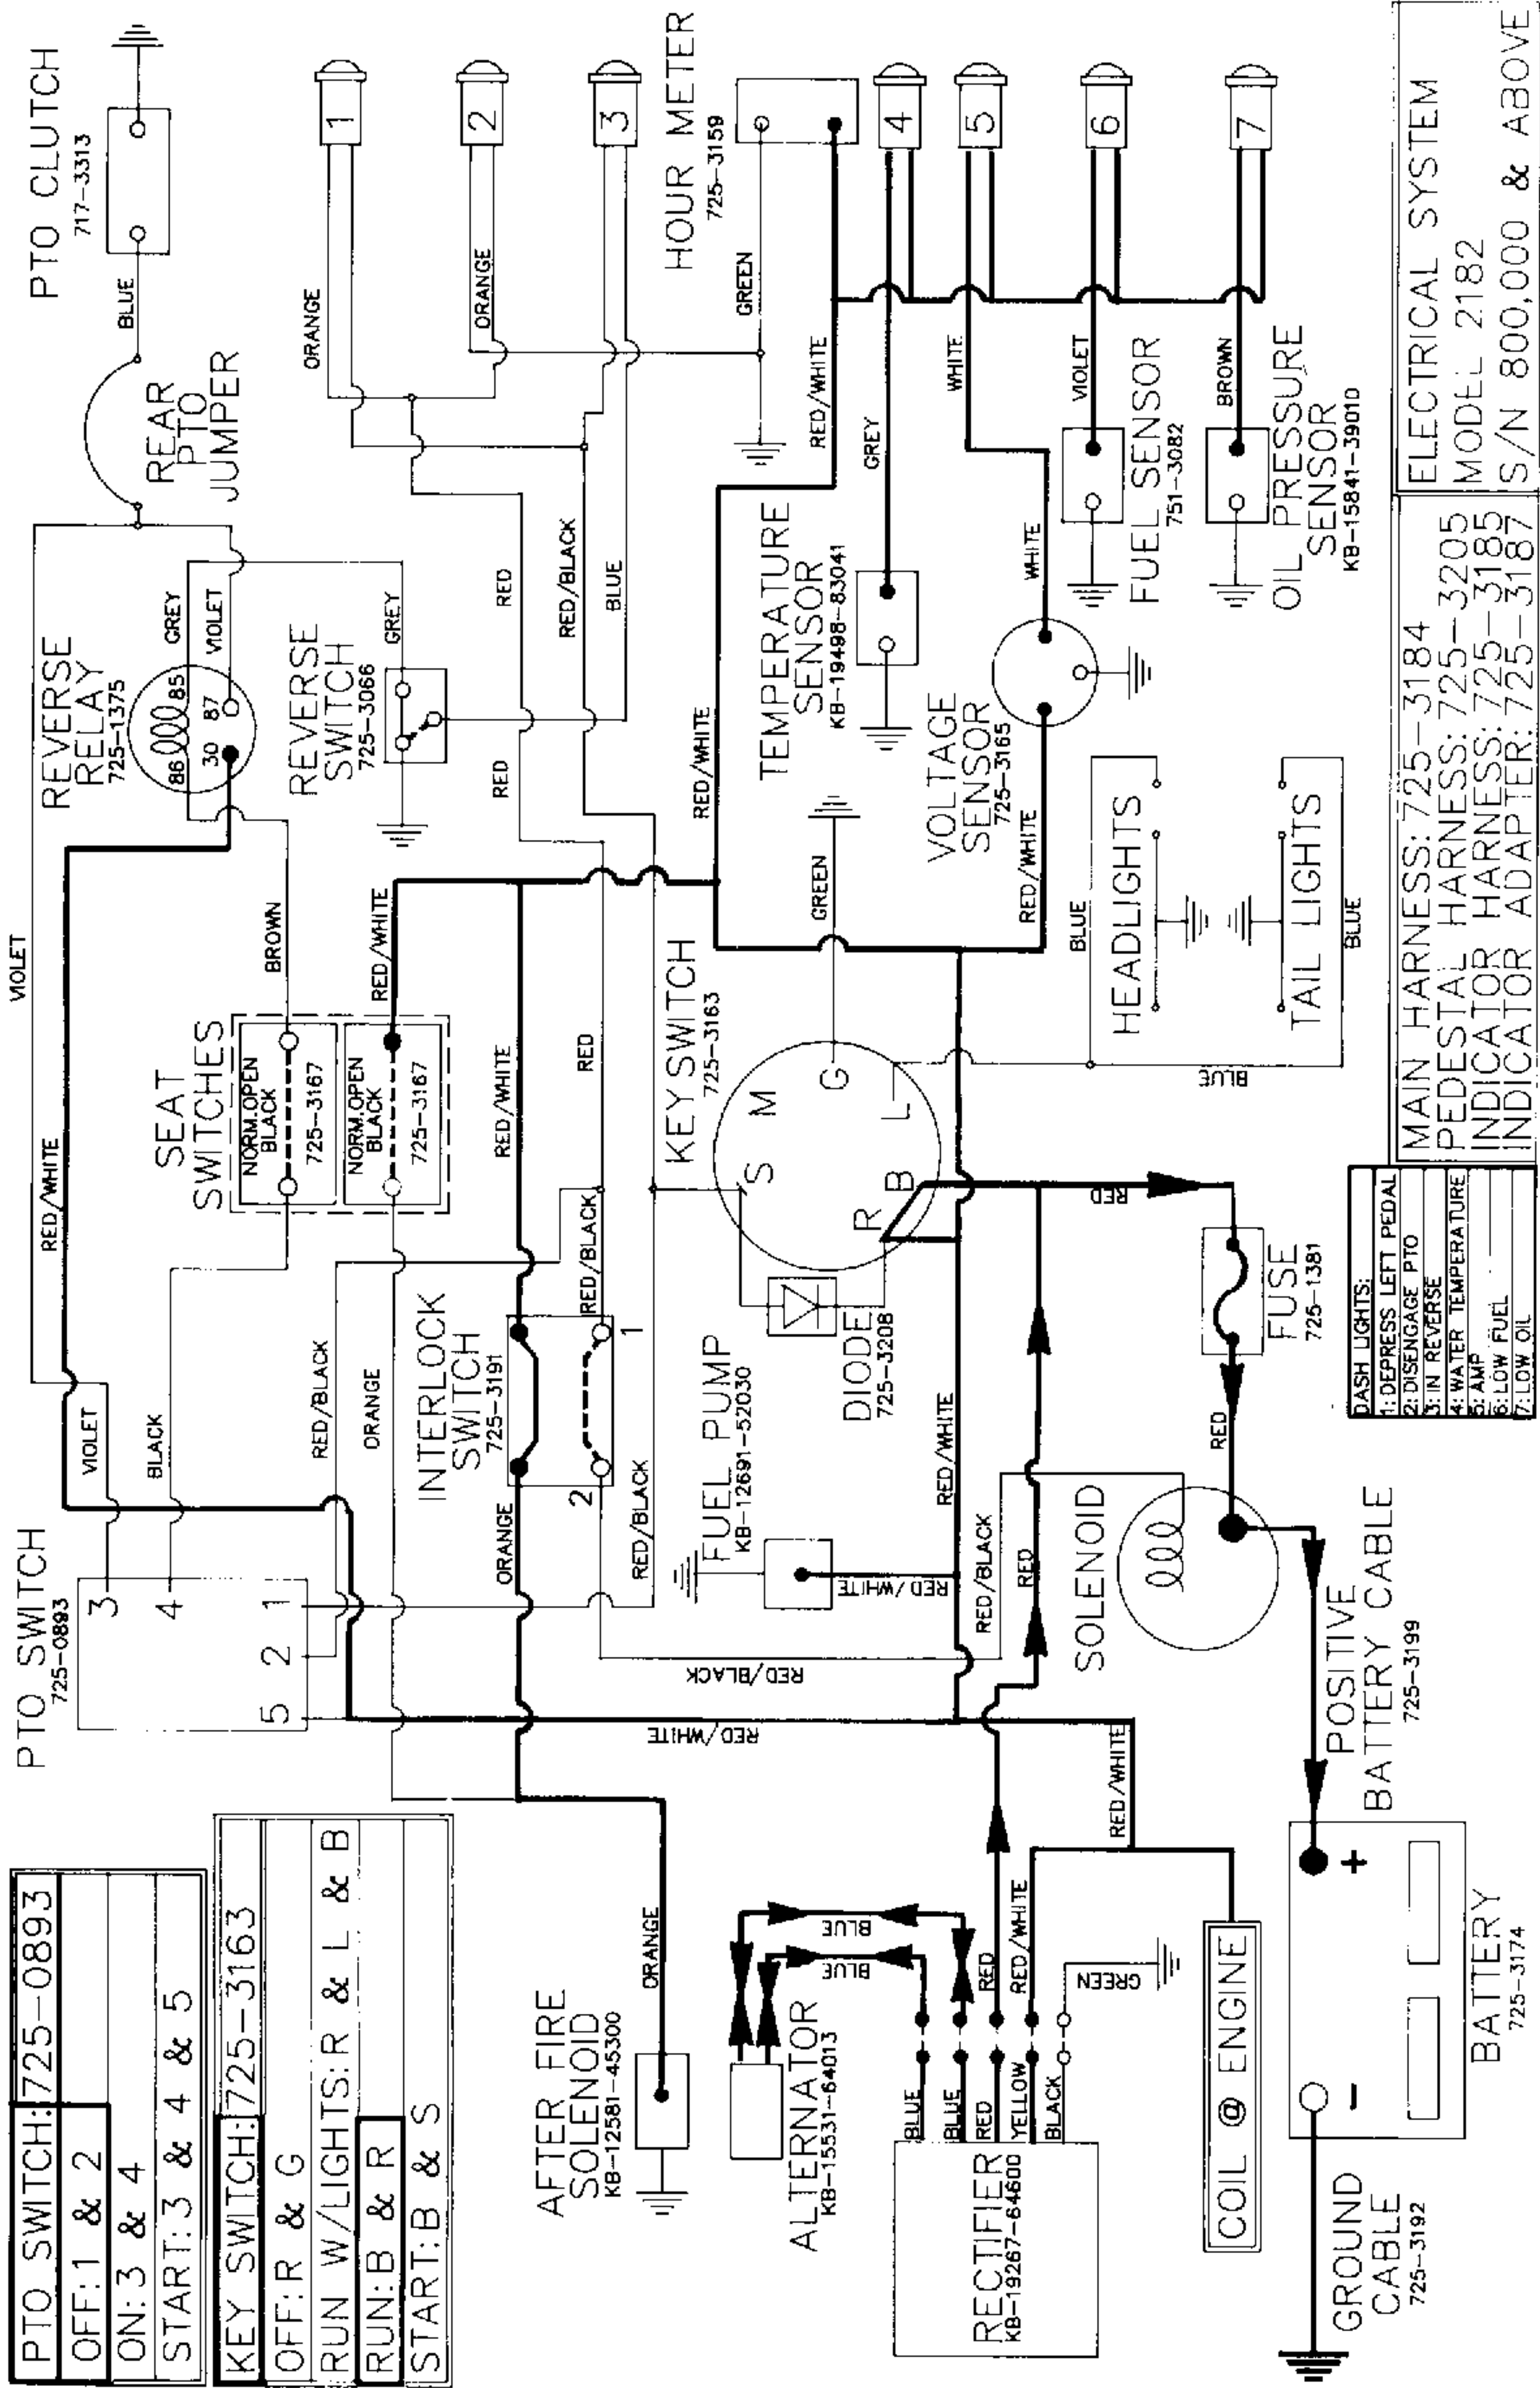 PTO SWITCH: 725-0893
OFF: 1 & 2
ON: 3 & 4
START: 3 & 4 & 5
KEY SWITCH: 725-3163
OFF: R & G
RUN W/LIGHTS: R & L & B
RUN: B & R
START: B & S
PTO SWITCH
725-0893
3
4
1
2
5
VIOLET
BLACK
RED/BLACK
ORANGE
VIOLET
RED/WHITE
SEAT
SWITCHES
NORM.OPEN
BLACK
725-3167
NORM.OPEN
BLACK
725-3167
BROWN
RED/WHITE
REVERSE
RELAY
725-1375
86
85
30
87
GREY
VIOLET
REVERSE
SWITCH
725-3066
GREY
REAR
PTO
JUMPER
BLUE
PTO CLUTCH
717-3313
ORANGE
ORANGE
1
2
3
RED
RED
RED/BLACK
BLUE
HOUR METER
725-3159
GREEN
RED/WHITE
INTERLOCK
SWITCH
725-3191
ORANGE
RED/WHITE
2
1
RED/BLACK
RED
RED/BLACK
RED/BLACK
RED/WHITE
AFTER FIRE
SOLENOID
KB-12581-45300
ORANGE
FUEL PUMP
KB-12691-52030
RED/WHITE
KEYSWITCH
725-3163
S
M
G
L
B
R
GREEN
DIODE
725-3208
RED/WHITE
RED/WHITE
TEMPERATURE
SENSOR
KB-19498-83041
GREY
4
VOLTAGE
SENSOR
725-3165
RED/WHITE
WHITE
WHITE
5
FUEL SENSOR
751-3082
VIOLET
6
OIL PRESSURE
SENSOR
KB-15841-39010
BROWN
7
ALTERNATOR
KB-15531-64013
BLUE
BLUE
RECTIFIER
KB-19267-64600
BLUE
BLUE
RED
YELLOW
BLACK
RED
RED/WHITE
GREEN
RED/WHITE
COIL @ ENGINE
RED/BLACK
RED
SOLENOID
RED
FUSE
725-1381
RED
BLUE
HEADLIGHTS
BLUE
TAIL LIGHTS
BLUE
GROUND
CABLE
725-3192
-
+
BATTERY
725-3174
POSITIVE
BATTERY CABLE
725-3199
DASH LIGHTS:
1: DEPRESS LEFT PEDAL
2: DISENGAGE PTO
3: IN REVERSE
4: WATER TEMPERATURE
5: AMP
6: LOW FUEL
7: LOW OIL
MAIN HARNESS: 725-3184
PEDESTAL HARNESS: 725-3205
INDICATOR HARNESS: 725-3185
INDICATOR ADAPTER: 725-3187
ELECTRICAL SYSTEM
MODEL 2182
S/N 800,000 & ABOVE